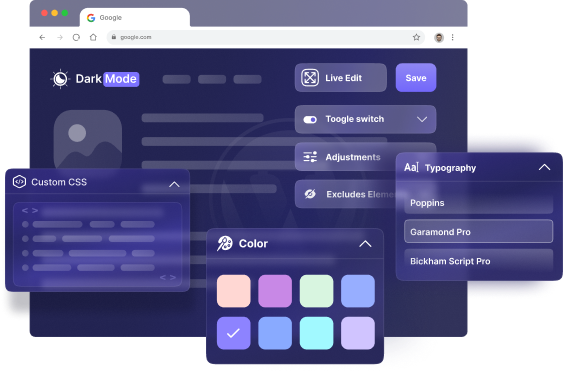 Google
google.com
Dark Mode
Live Edit
Save
Toogle switch
Adjustments
Excludes Elements
Custom CSS
< >
< >
Color
Aa Typography
Poppins
Garamond Pro
Bickham Script Pro